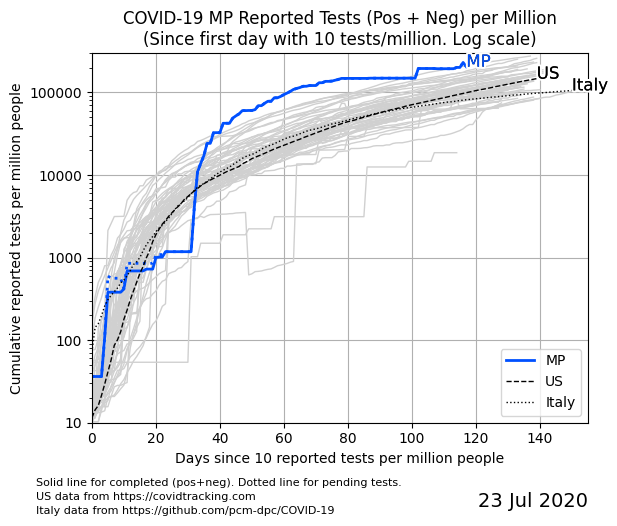 COVID-19 MP Reported Tests (Pos + Neg) per Million
(Since first day with 10 tests/million. Log scale)
Cumulative reported tests per million people
100000
10000
1000
100
10
MP
US
Italy
MP
US
Italy
0 20 40 60 80 100 120 140
Days since 10 reported tests per million people
Solid line for completed (pos+neg). Dotted line for pending tests.
US data from https://covidtracking.com
Italy data from https://github.com/pcm-dpc/COVID-19
23 Jul 2020